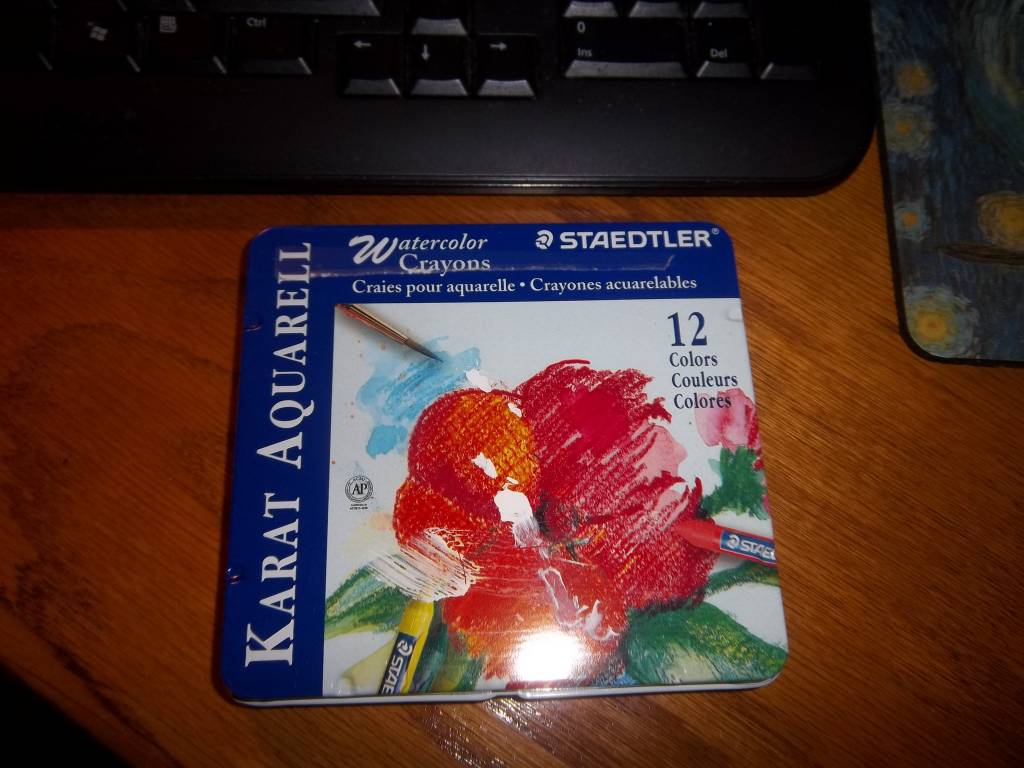 Ctrl
0
Ins
Del
Watercolor
Crayons
STAEDTLER®
Craies pour aquarelle • Crayones acuarelables
KARAT AQUARELL
12
Colors
Couleurs
Colores
AP
STAE
STAE